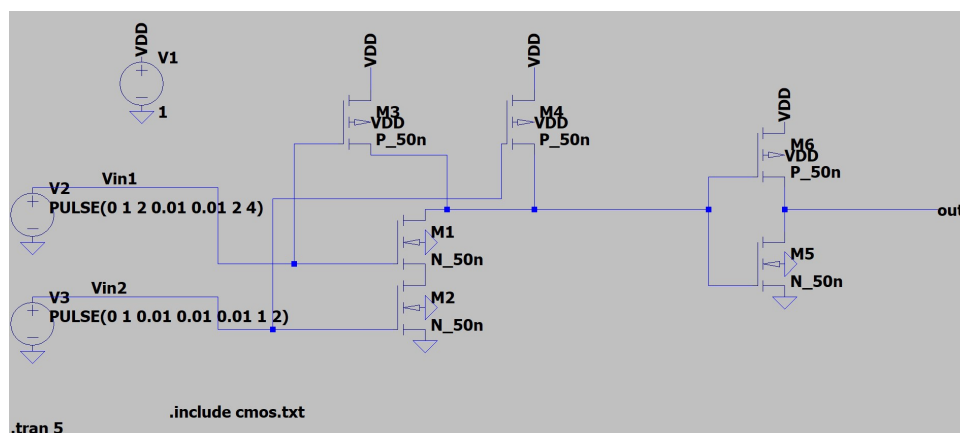 VDD
V1
1
VDD
M3
VDD
P_50n
VDD
M4
VDD
P_50n
VDD
M6
VDD
P_50n
Vin1
V2
PULSE(0 1 2 0.01 0.01 2 4)
out
M1
N_50n
M5
N_50n
Vin2
V3
PULSE(0 1 0.01 0.01 0.01 1 2)
M2
N_50n
.include cmos.txt
.tran 5